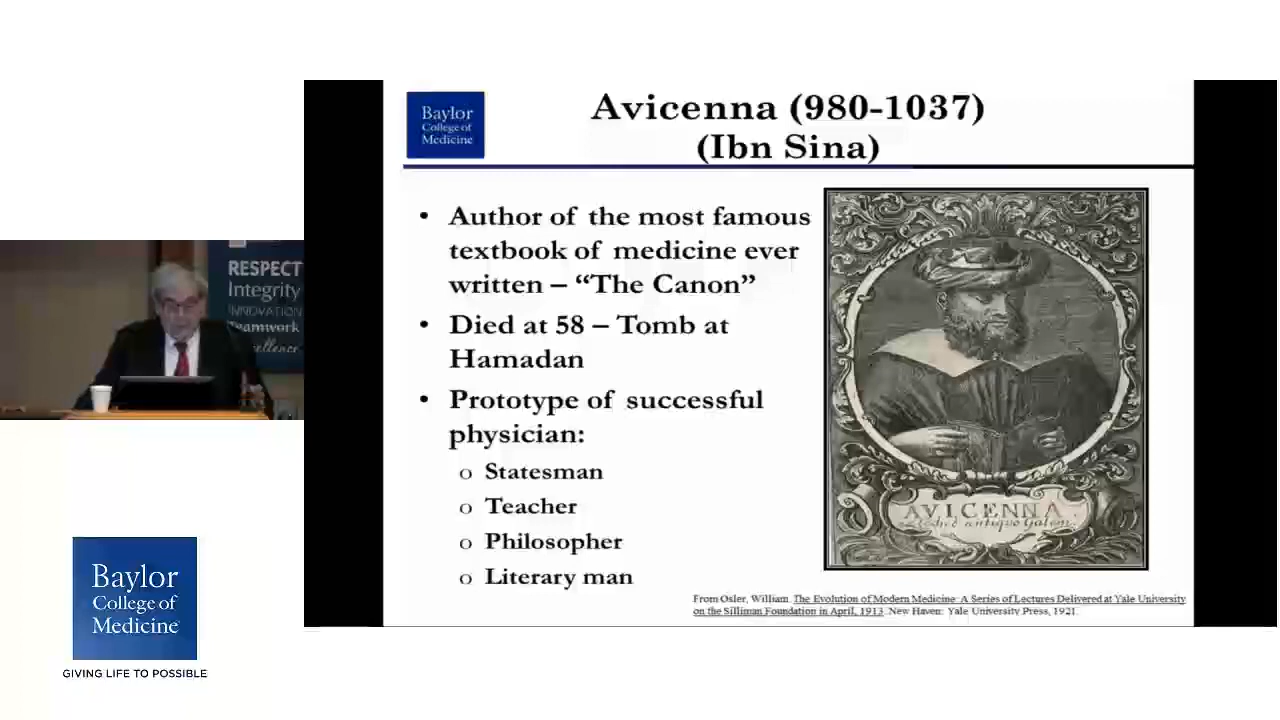 Baylor
College of
Medicine
Avicenna (980-1037)
(Ibn Sina)
• Author of the most famous
textbook of medicine ever
written – “The Canon”
• Died at 58 – Tomb at
Hamadan
• Prototype of successful
physician:
o Statesman
o Teacher
o Philosopher
o Literary man
AVICENNA
antiquo
From Osler, William. The Evolution of Modern Medicine: A Series of Lectures Delivered at Yale University
on the Silliman Foundation in April, 1913. New Haven: Yale University Press, 1921.
RESPECT
Integrity
INNOVATION
Teamwork
Baylor
College of
Medicine
GIVING LIFE TO POSSIBLE